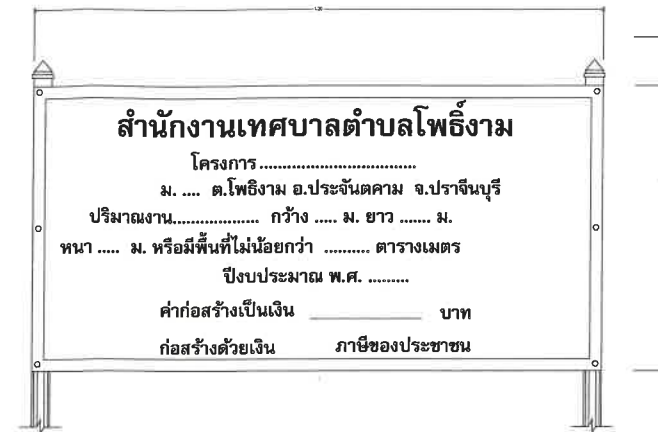 1.20
สำนักงานเทศบาลตำบลโพธิ์งาม
โครงการ.................................
ม. .... ต.โพธิงาม อ.ประจันตคาม จ.ปราจีนบุรี
ปริมาณงาน................... กว้าง ..... ม. ยาว ....... ม.
หนา ..... ม. หรือมีพื้นที่ไม่น้อยกว่า .......... ตารางเมตร
ปีงบประมาณ พ.ศ. .........
ค่าก่อสร้างเป็นเงิน ______________ บาท
ก่อสร้างด้วยเงิน ภาษีของประชาชน